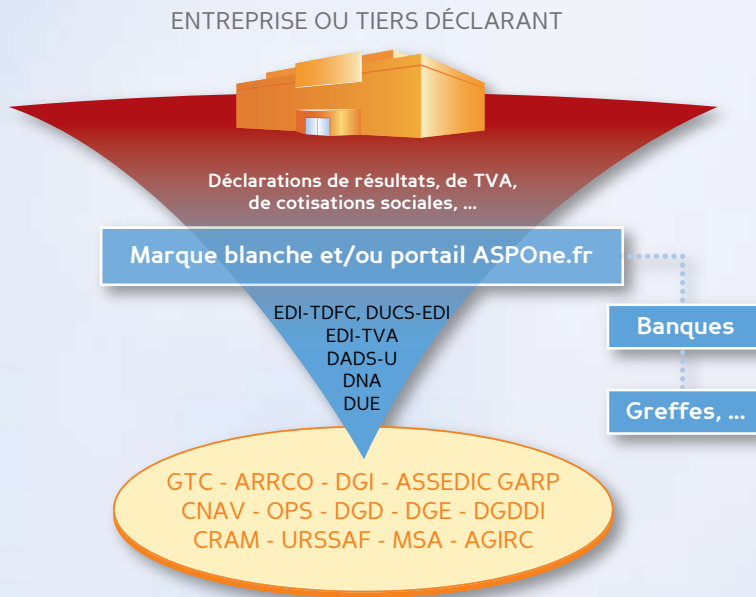 ENTREPRISE OU TIERS DÉCLARANT
Déclarations de résultats, de TVA,
de cotisations sociales, ...
Marque blanche et/ou portail ASPOne.fr
EDI-TDFC, DUCS-EDI
EDI-TVA
DADS-U
DNA
DUE
Banques
Greffes, ...
GTC - ARRCO - DGI - ASSEDIC GARP
CNAV - OPS - DGD - DGE - DGDDI
CRAM - URSSAF - MSA - AGIRC